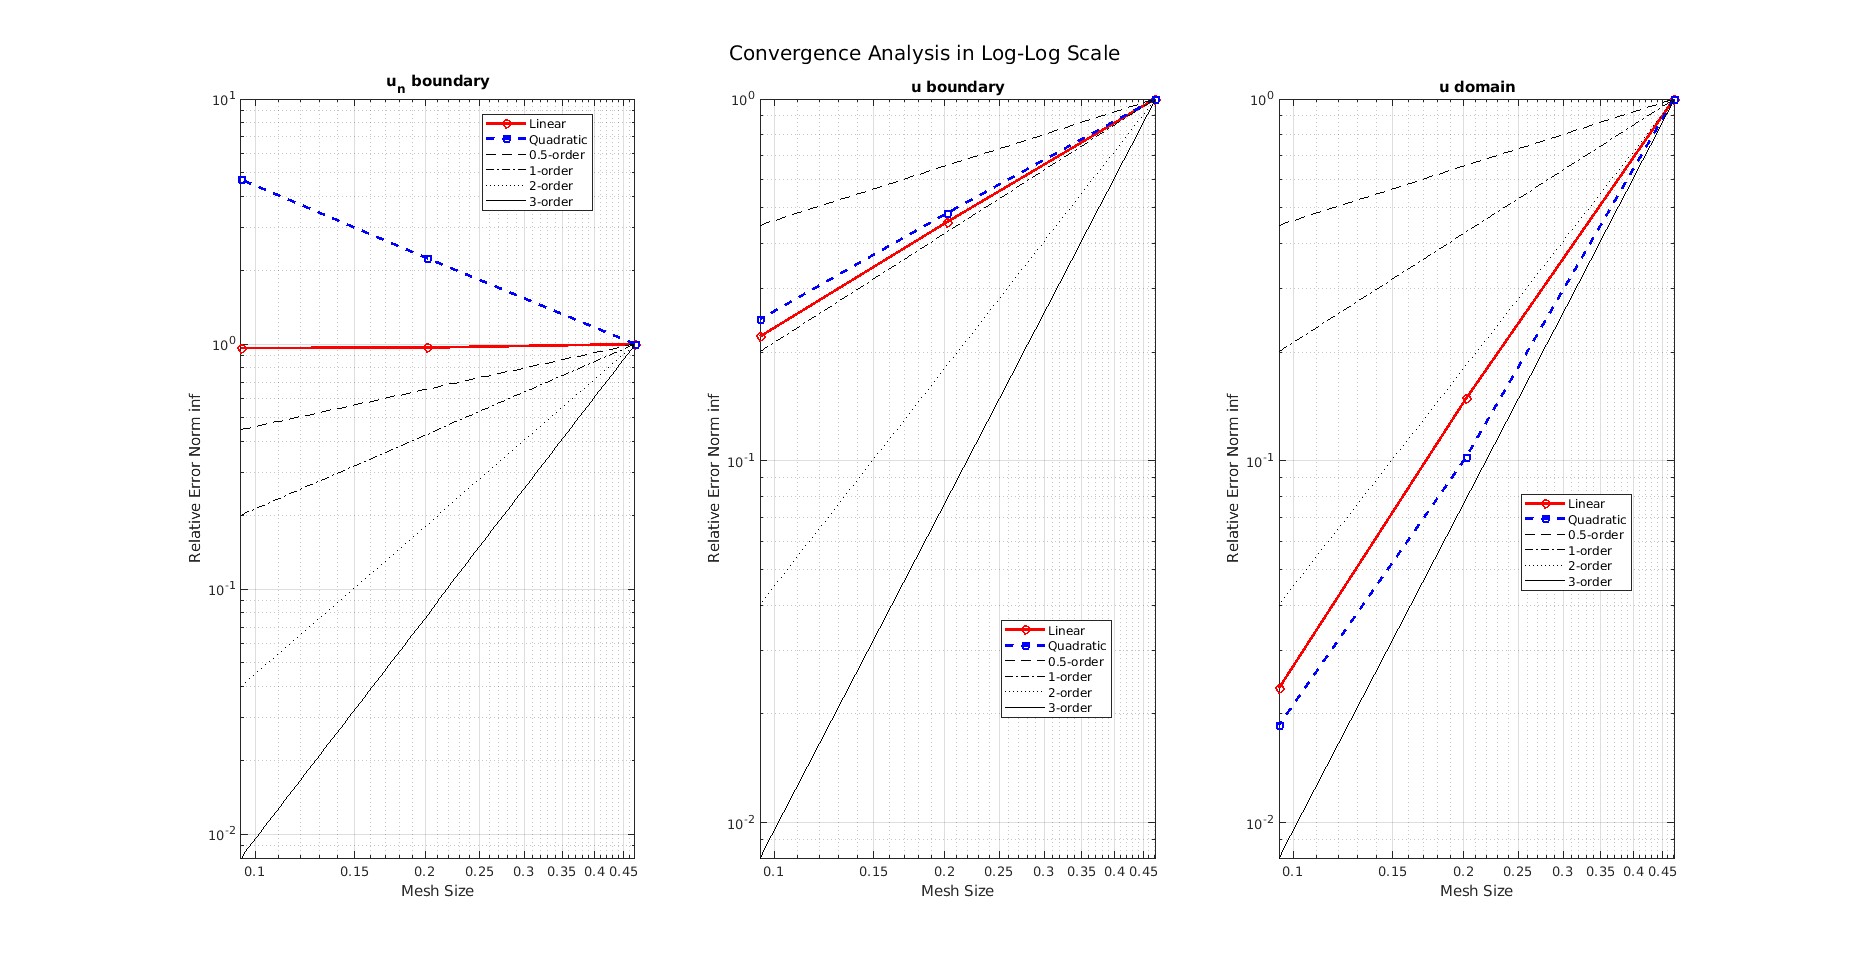 Convergence Analysis in Log-Log Scale
un boundary
10^1
10^0
10^-1
10^-2
Relative Error Norm inf
Linear
Quadratic
0.5-order
1-order
2-order
3-order
0.1 0.15 0.2 0.25 0.3 0.35 0.4 0.45
Mesh Size
u boundary
10^0
10^-1
10^-2
Relative Error Norm inf
Linear
Quadratic
0.5-order
1-order
2-order
3-order
0.1 0.15 0.2 0.25 0.3 0.35 0.4 0.45
Mesh Size
u domain
10^0
10^-1
10^-2
Relative Error Norm inf
Linear
Quadratic
0.5-order
1-order
2-order
3-order
0.1 0.15 0.2 0.25 0.3 0.35 0.4 0.45
Mesh Size